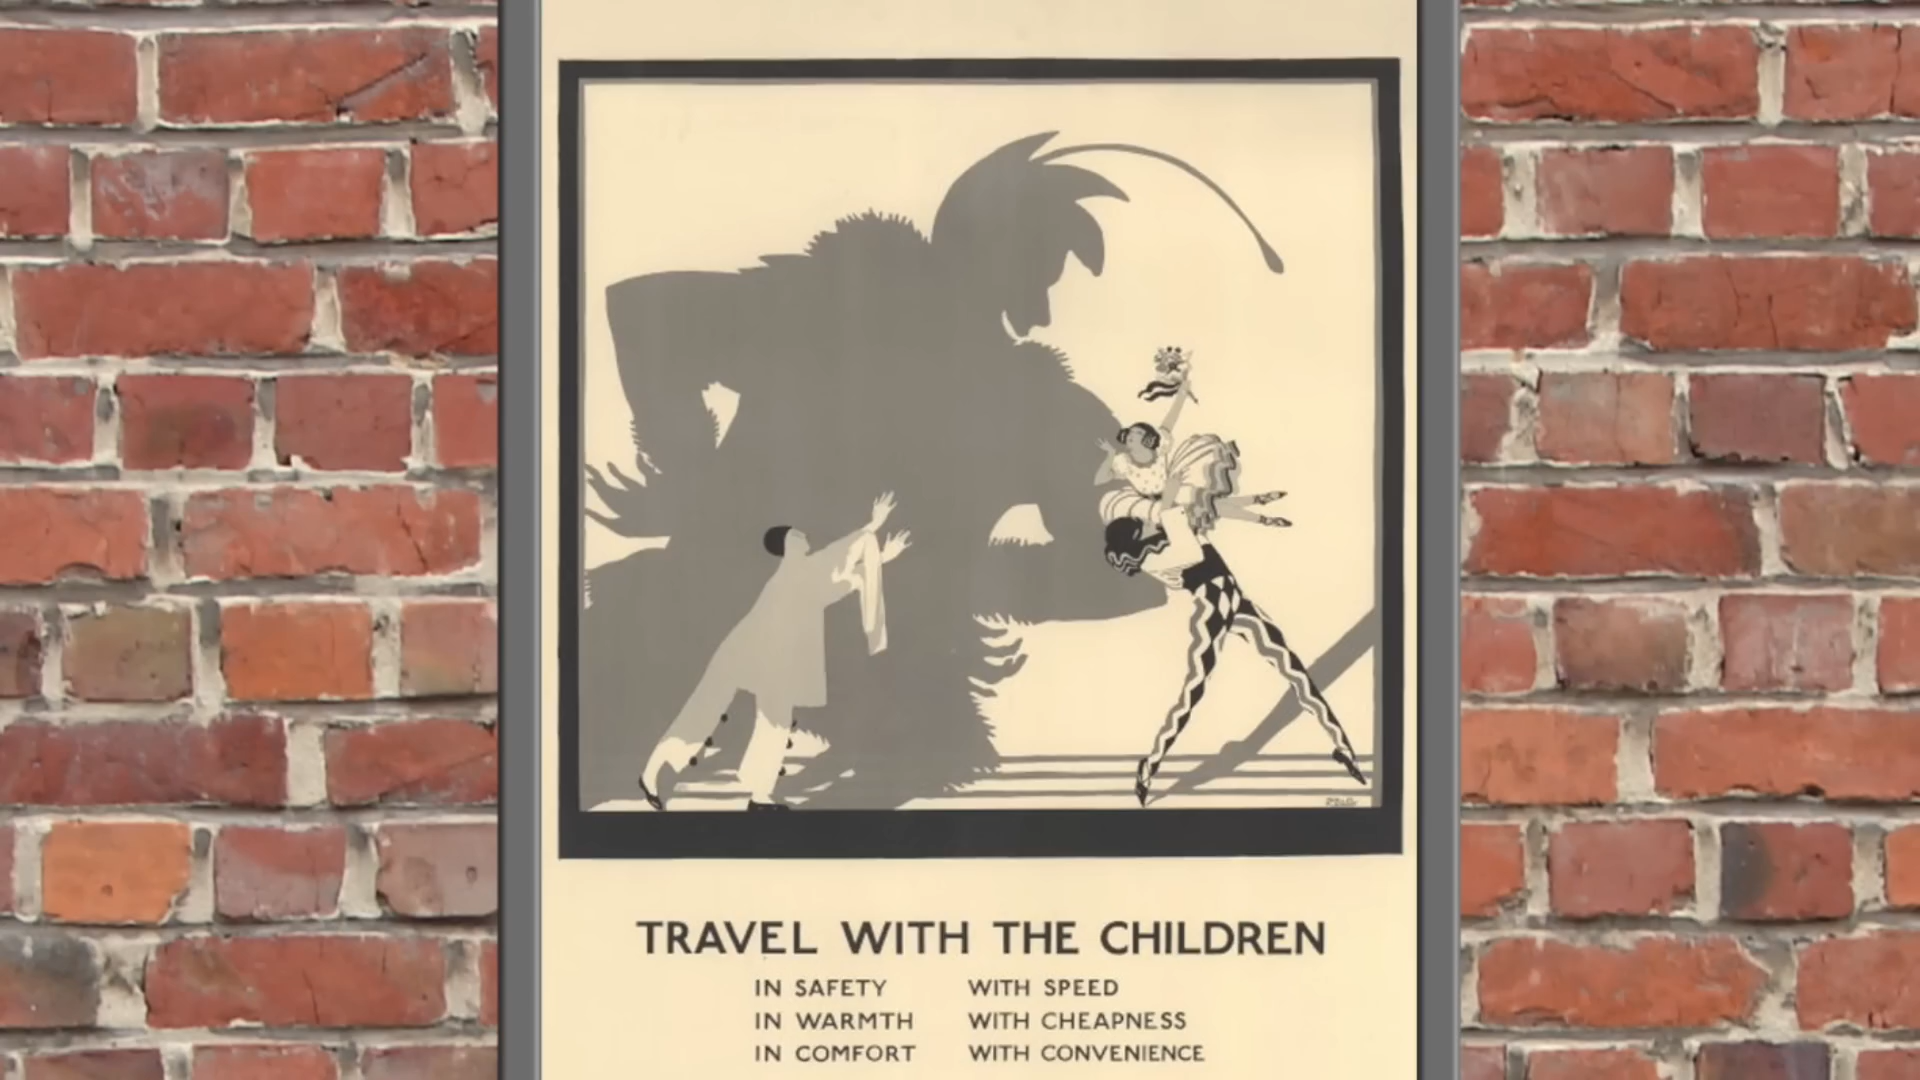 TRAVEL WITH THE CHILDREN
IN SAFETY WITH SPEED
IN WARMTH WITH CHEAPNESS
IN COMFORT WITH CONVENIENCE